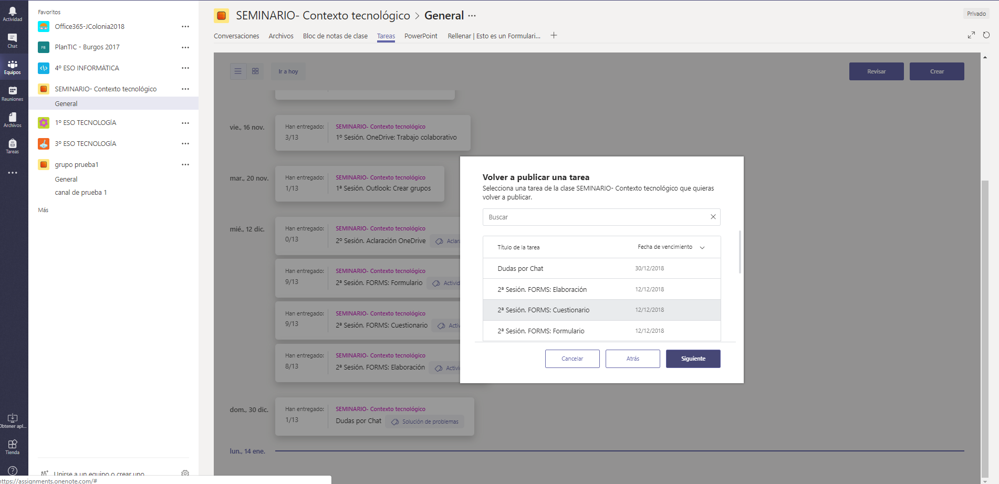 Actividad
Chat
Equipos
Reuniones
Archivos
Tareas
Obtener apl...
Tienda
Favoritos
Office365-JColonia2018
FB
PlanTIC - Burgos 2017
4º ESO INFORMÀTICA
SEMINARIO- Contexto tecnológico
General
1º ESO TECNOLOGÍA
3º ESO TECNOLOGÍA
grupo prueba1
General
canal de prueba 1
Más
Unirse a un equipo o crear uno
https://assignments.onenote.com/#
SEMINARIO- Contexto tecnológico > General ...
Privado
Conversaciones Archivos Bloc de notas de clase Tareas PowerPoint Rellenar | Esto es un Formulari... +
Ir a hoy
Revisar
Crear
vie., 16 nov.
Han entregado:
3/13
SEMINARIO- Contexto tecnológico
1º Sesión. OneDrive: Trabajo colaborativo
mar., 20 nov.
Han entregado:
1/13
SEMINARIO- Contexto tecnológico
1ª Sesión. Outlook: Crear grupos
mié., 12 dic.
Han entregado:
0/13
SEMINARIO- Contexto tecnológico
2º Sesión. Aclaración OneDrive
Aclara
Han entregado:
9/13
SEMINARIO- Contexto tecnológico
2ª Sesión. FORMS: Formulario
Activid
Han entregado:
9/13
SEMINARIO- Contexto tecnológico
2ª Sesión. FORMS: Cuestionario
Activ
Han entregado:
8/13
SEMINARIO- Contexto tecnológico
2ª Sesión. FORMS: Elaboración
Activi
dom., 30 dic.
Han entregado:
1/13
SEMINARIO- Contexto tecnológico
Dudas por Chat
Solución de problemas
lun., 14 ene.
Volver a publicar una tarea
Selecciona una tarea de la clase SEMINARIO- Contexto tecnológico que quieras
volver a publicar.
Buscar
Título de la tarea Fecha de vencimiento
Dudas por Chat 30/12/2018
2ª Sesión. FORMS: Elaboración 12/12/2018
2ª Sesión. FORMS: Cuestionario 12/12/2018
2ª Sesión. FORMS: Formulario 12/12/2018
Cancelar
Atrás
Siguiente